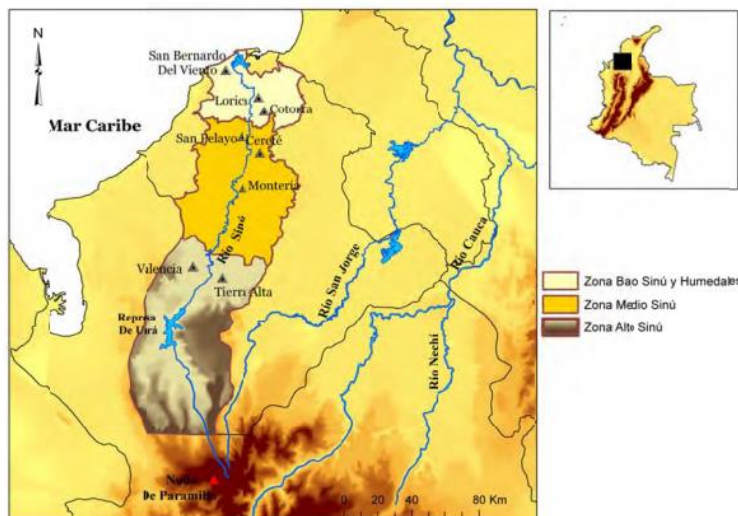 N
San Bernardo
Del Viento
Lorica
Cotorra
Mar Caribe
San Pelayo
Cereté
Montería
Río Sinú
Valencia
Tierra Alta
Represa
De Urrá
Río San Jorge
Río Cauca
Río Nechí
Nudo
De Paramillo
0 20 40 80 Km
Zona Bao Sinú y Humedales
Zona Medio Sinú
Zona Alto Sinú